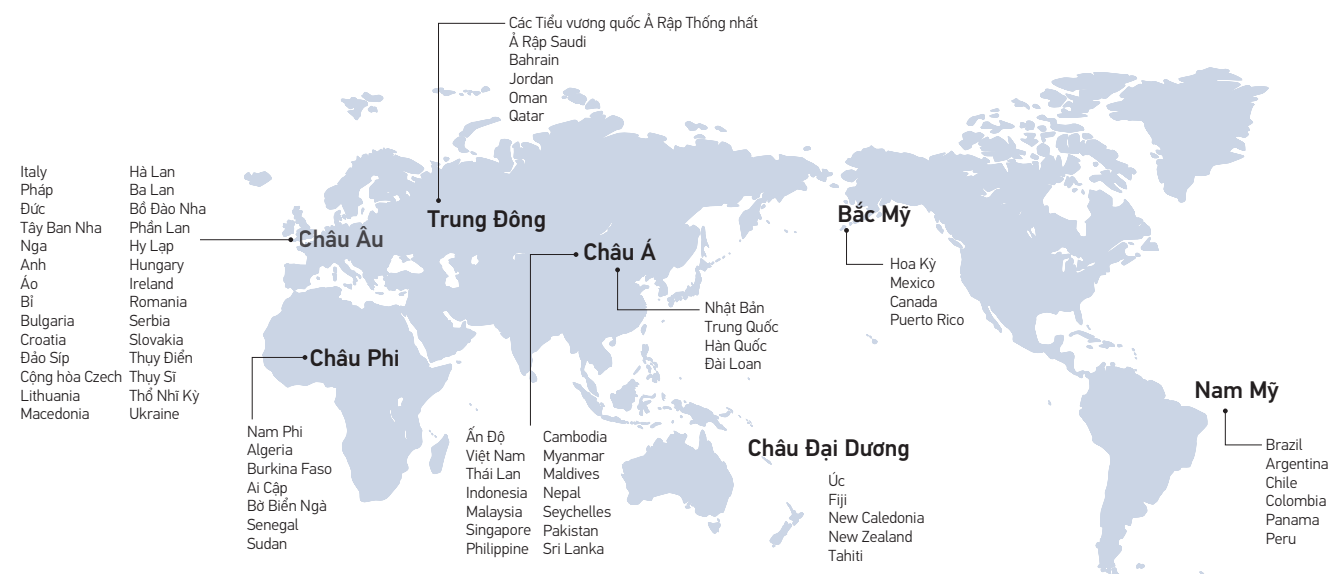 Các Tiểu vương quốc Ả Rập Thống nhất
Ả Rập Saudi
Bahrain
Jordan
Oman
Qatar
Trung Đông
Italy
Pháp
Đức
Tây Ban Nha
Nga
Anh
Áo
Bỉ
Bulgaria
Croatia
Đảo Síp
Cộng hòa Czech
Lithuania
Macedonia
Hà Lan
Ba Lan
Bồ Đào Nha
Phần Lan
Hy Lạp
Hungary
Ireland
Romania
Serbia
Slovakia
Thụy Điển
Thụy Sĩ
Thổ Nhĩ Kỳ
Ukraine
Châu Âu
Châu Á
Nhật Bản
Trung Quốc
Hàn Quốc
Đài Loan
Ấn Độ
Việt Nam
Thái Lan
Indonesia
Malaysia
Singapore
Philippine
Cambodia
Myanmar
Maldives
Nepal
Seychelles
Pakistan
Sri Lanka
Bắc Mỹ
Hoa Kỳ
Mexico
Canada
Puerto Rico
Châu Phi
Nam Phi
Algeria
Burkina Faso
Ai Cập
Bờ Biển Ngà
Senegal
Sudan
Châu Đại Dương
Úc
Fiji
New Caledonia
New Zealand
Tahiti
Nam Mỹ
Brazil
Argentina
Chile
Colombia
Panama
Peru